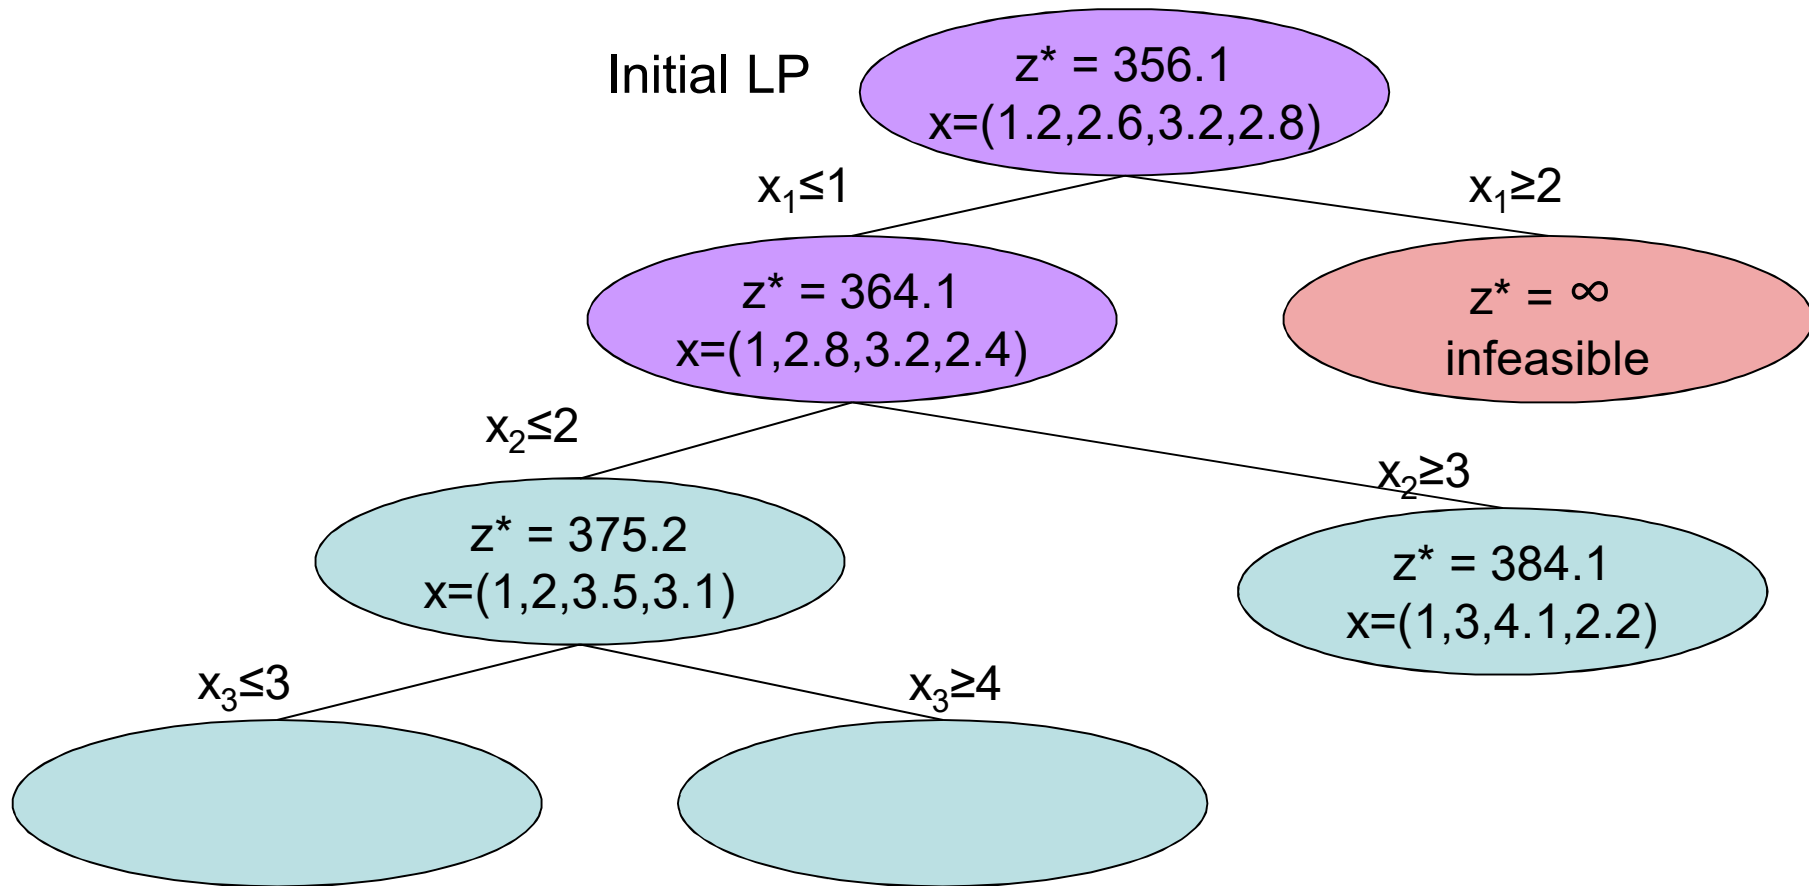 Initial LP
z* = 356.1
x=(1.2,2.6,3.2,2.8)
x₁≤1
x₁≥2
z* = 364.1
x=(1,2.8,3.2,2.4)
z* = ∞
infeasible
x₂≤2
x₂≥3
z* = 375.2
x=(1,2,3.5,3.1)
z* = 384.1
x=(1,3,4.1,2.2)
x₃≤3
x₃≥4